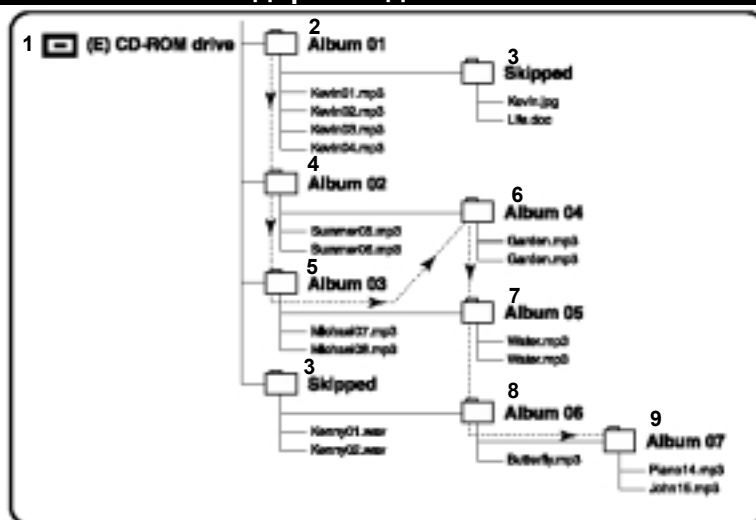 1 (E) CD-ROM drive
2
Album 01
Kevin01.mp3
Kevin02.mp3
Kevin03.mp3
Kevin04.mp3
3
Skipped
Kevin.jpg
Life.doc
4
Album 02
Summer05.mp3
Summer06.mp3
6
Album 04
Garden.mp3
Garden.mp3
5
Album 03
Michael07.mp3
Michael08.mp3
7
Album 05
Water.mp3
Water.mp3
3
Skipped
Kenny01.wav
Kenny02.wav
8
Album 06
Butterfly.mp3
9
Album 07
Piano14.mp3
John15.mp3